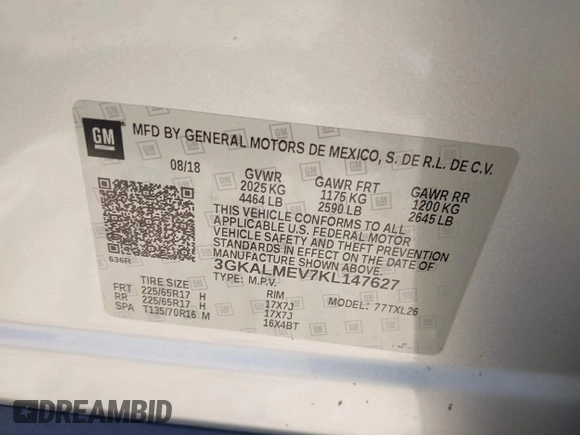 GM MFD BY GENERAL MOTORS DE MEXICO, S. DE R.L. DE C.V.
08/18 GVWR GAWR FRT GAWR RR
2025 KG 1175 KG 1200 KG
4464 LB 2590 LB 2645 LB
THIS VEHICLE CONFORMS TO ALL
APPLICABLE U.S. FEDERAL MOTOR
VEHICLE SAFETY AND THEFT PREVENTION
STANDARDS IN EFFECT ON THE DATE OF
MANUFACTURE SHOWN ABOVE.
636R 3GKALMEV7KL147627
TYPE: M.P.V. MODEL: 77TXL26
TIRE SIZE RIM
FRT 225/65R17 H 17X7J
RR 225/65R17 H 17X7J
SPA T135/70R16 M 16X4BT
DREAMBID